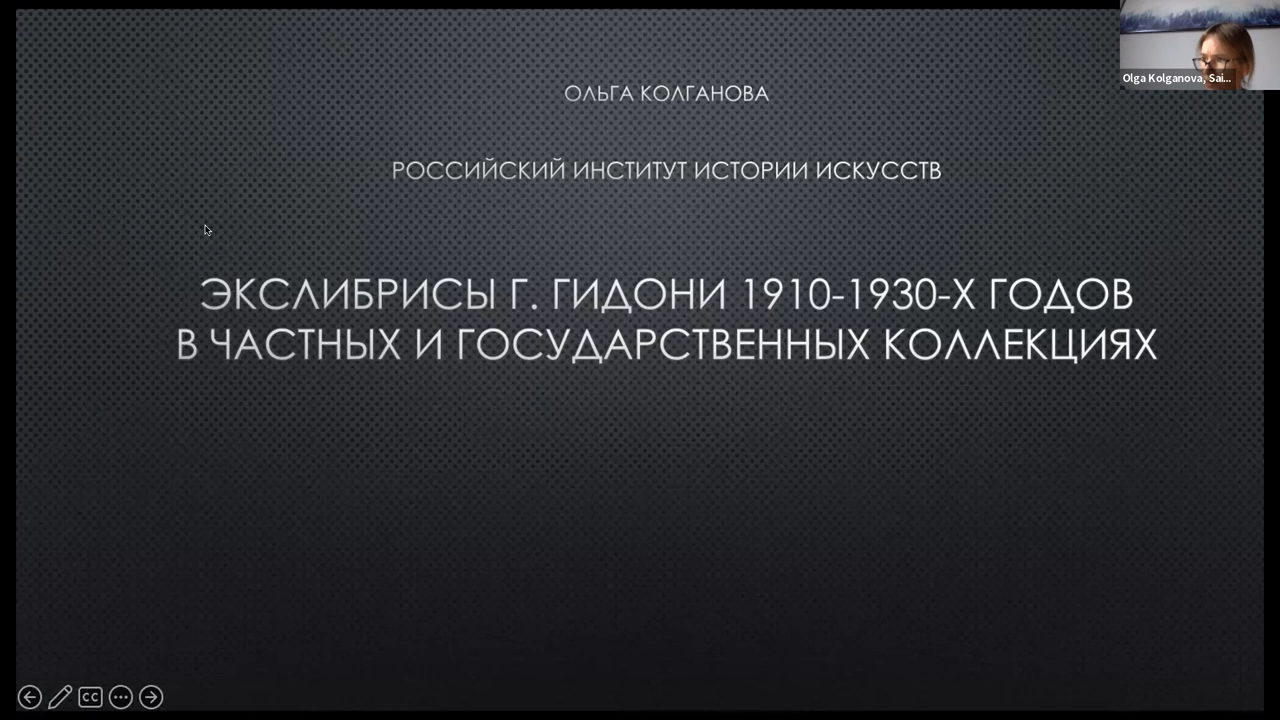 Olga Kolganova, Sai...
ОЛЬГА КОЛГАНОВА
РОССИЙСКИЙ ИНСТИТУТ ИСТОРИИ ИСКУССТВ
ЭКСЛИБРИСЫ Г. ГИДОНИ 1910-1930-Х ГОДОВ
В ЧАСТНЫХ И ГОСУДАРСТВЕННЫХ КОЛЛЕКЦИЯХ
CC